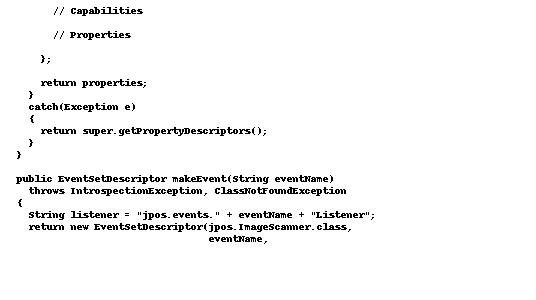 // Capabilities
// Properties
};
return properties;
}
catch(Exception e)
{
return super.getPropertyDescriptors();
}
}
public EventSetDescriptor makeEvent(String eventName)
throws IntrospectionException, ClassNotFoundException
{
String listener = "jpos.events." + eventName + "Listener";
return new EventSetDescriptor(jpos.ImageScanner.class,
eventName,